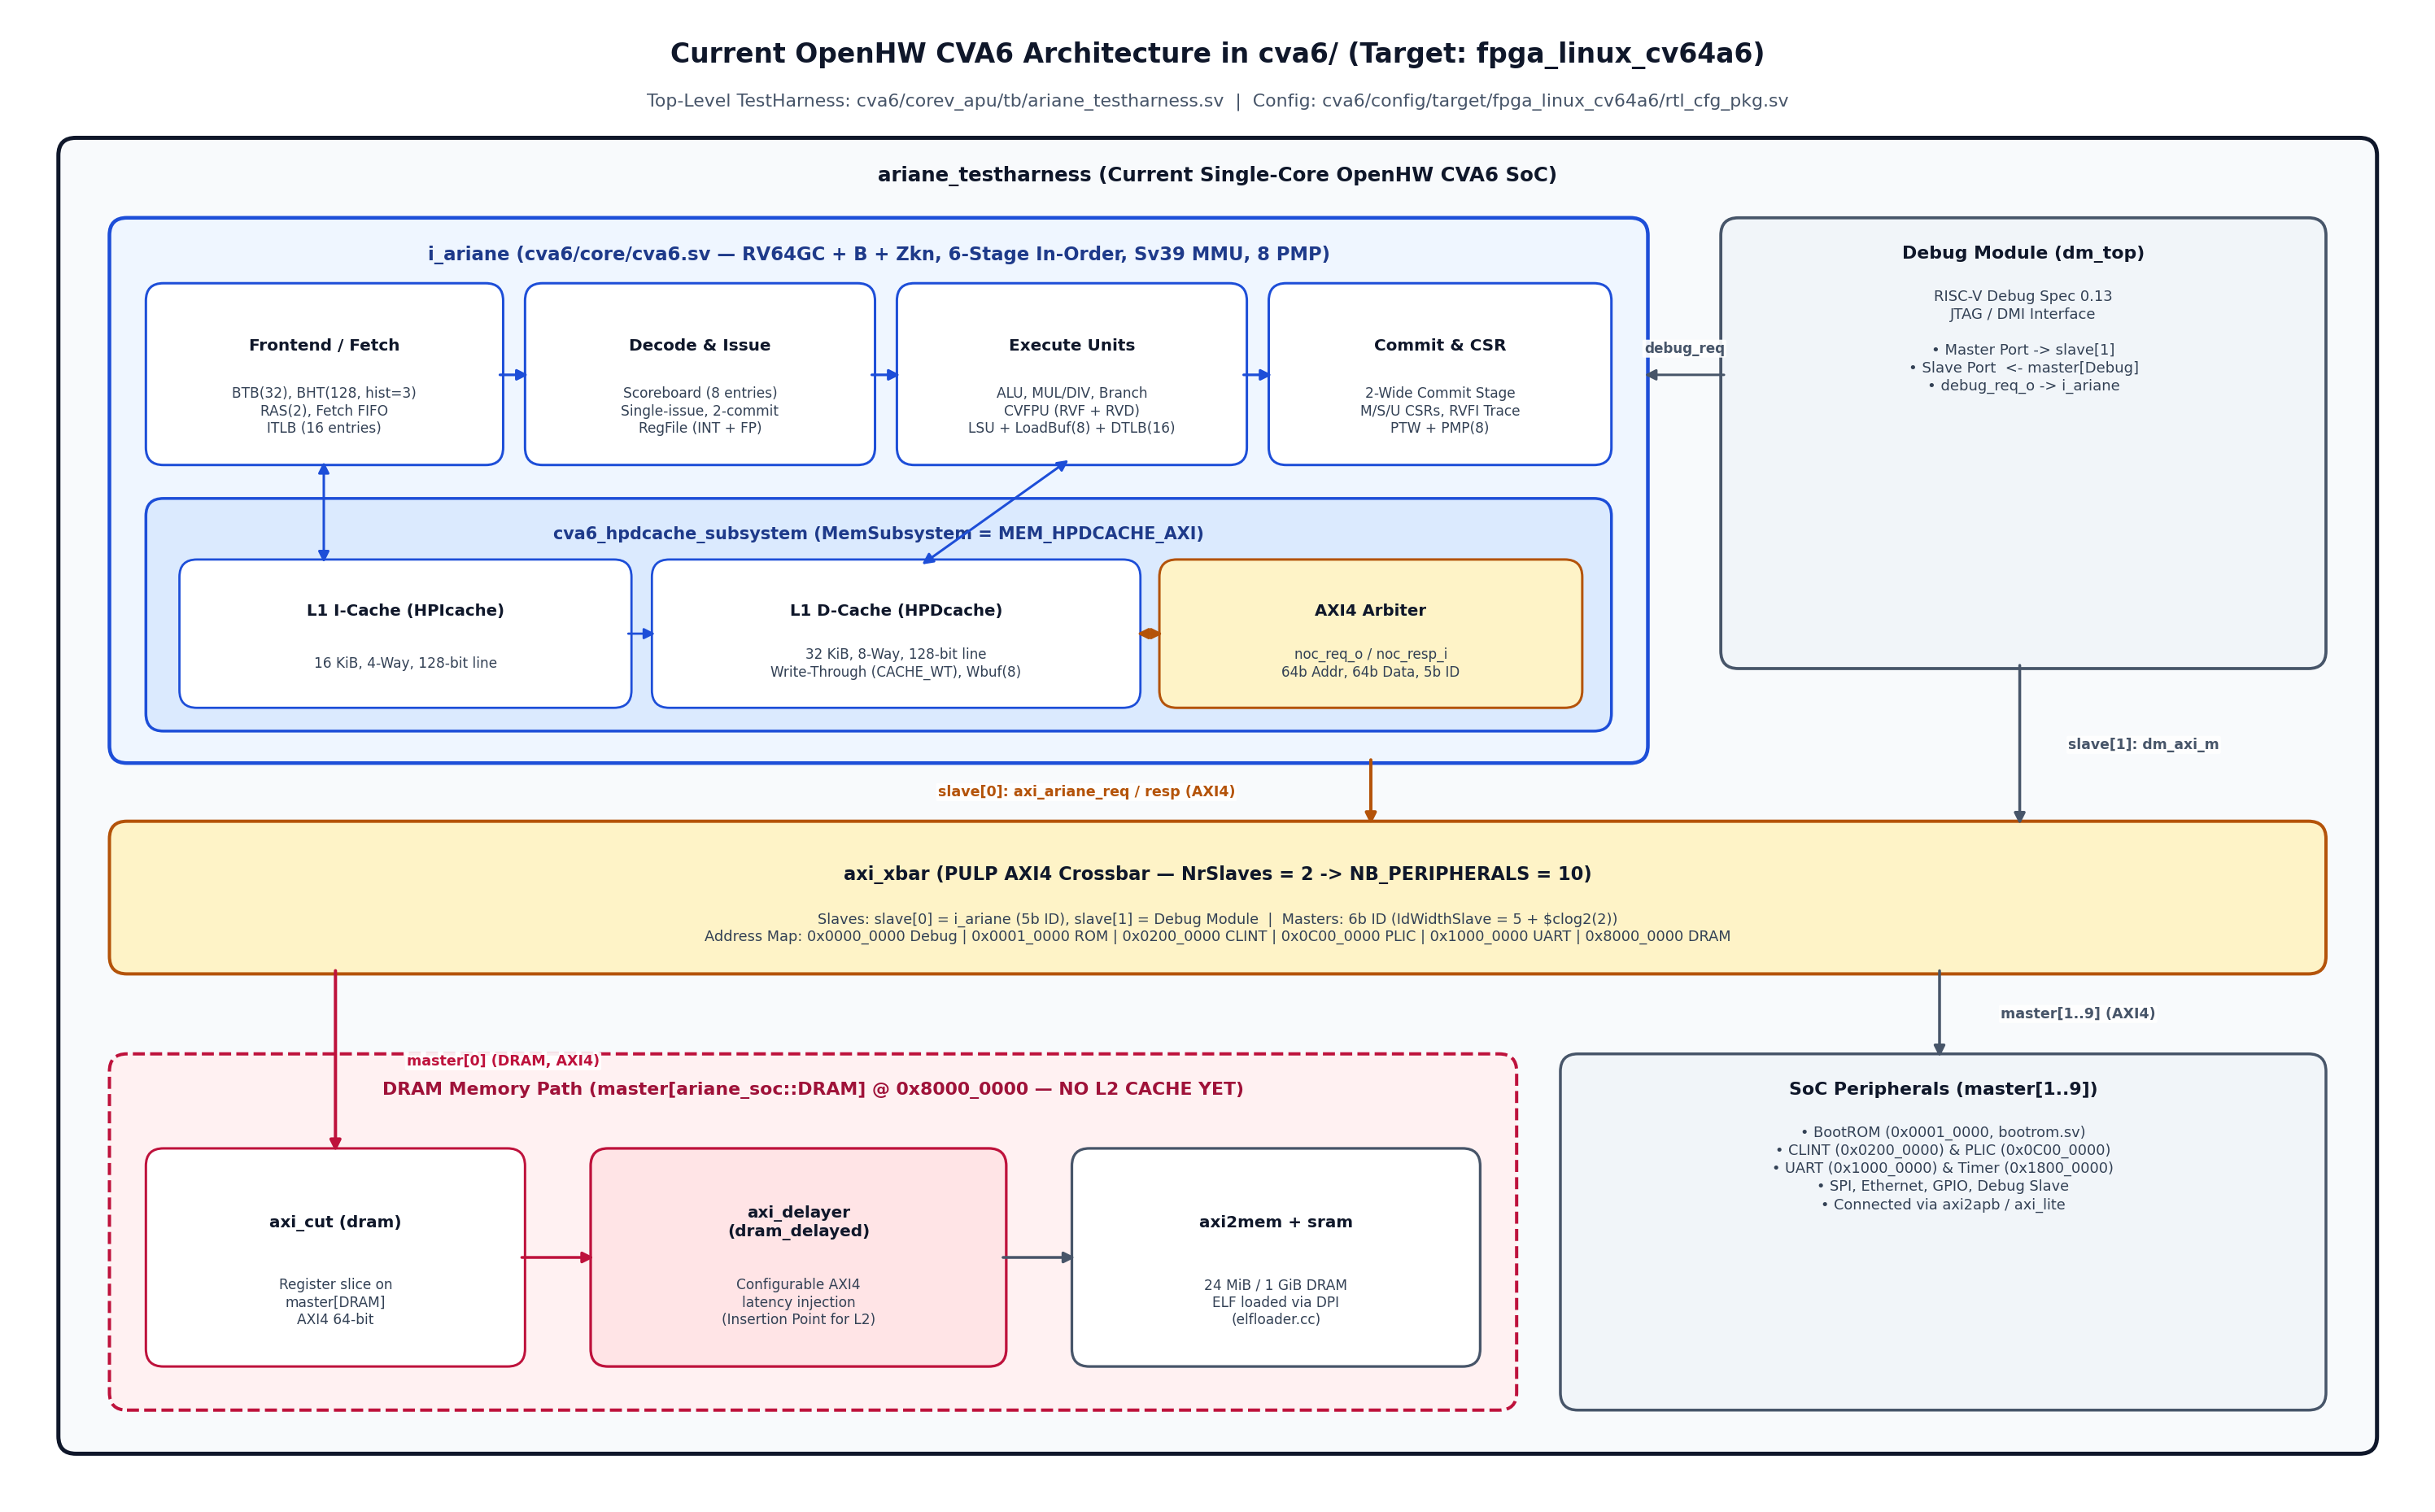 Current OpenHW CVA6 Architecture in cva6/ (Target: fpga_linux_cv64a6)
Top-Level TestHarness: cva6/corev_apu/tb/ariane_testharness.sv | Config: cva6/config/target/fpga_linux_cv64a6/rtl_cfg_pkg.sv
ariane_testharness (Current Single-Core OpenHW CVA6 SoC)
i_ariane (cva6/core/cva6.sv — RV64GC + B + Zkn, 6-Stage In-Order, Sv39 MMU, 8 PMP)
Frontend / Fetch
BTB(32), BHT(128, hist=3)
RAS(2), Fetch FIFO
ITLB (16 entries)
Decode & Issue
Scoreboard (8 entries)
Single-issue, 2-commit
RegFile (INT + FP)
Execute Units
ALU, MUL/DIV, Branch
CVFPU (RVF + RVD)
LSU + LoadBuf(8) + DTLB(16)
Commit & CSR
2-Wide Commit Stage
M/S/U CSRs, RVFI Trace
PTW + PMP(8)
debug_req
Debug Module (dm_top)
RISC-V Debug Spec 0.13
JTAG / DMI Interface
• Master Port -> slave[1]
• Slave Port  <- master[Debug]
• debug_req_o -> i_ariane
cva6_hpdcache_subsystem (MemSubsystem = MEM_HPDCACHE_AXI)
L1 I-Cache (HPIcache)
16 KiB, 4-Way, 128-bit line
L1 D-Cache (HPDcache)
32 KiB, 8-Way, 128-bit line
Write-Through (CACHE_WT), Wbuf(8)
AXI4 Arbiter
noc_req_o / noc_resp_i
64b Addr, 64b Data, 5b ID
slave[1]: dm_axi_m
slave[0]: axi_ariane_req / resp (AXI4)
axi_xbar (PULP AXI4 Crossbar — NrSlaves = 2 -> NB_PERIPHERALS = 10)
Slaves: slave[0] = i_ariane (5b ID), slave[1] = Debug Module | Masters: 6b ID (IdWidthSlave = 5 + $clog2(2))
Address Map: 0x0000_0000 Debug | 0x0001_0000 ROM | 0x0200_0000 CLINT | 0x0C00_0000 PLIC | 0x1000_0000 UART | 0x8000_0000 DRAM
master[1..9] (AXI4)
master[0] (DRAM, AXI4)
DRAM Memory Path (master[ariane_soc::DRAM] @ 0x8000_0000 — NO L2 CACHE YET)
axi_cut (dram)
Register slice on
master[DRAM]
AXI4 64-bit
axi_delayer
(dram_delayed)
Configurable AXI4
latency injection
(Insertion Point for L2)
axi2mem + sram
24 MiB / 1 GiB DRAM
ELF loaded via DPI
(elfloader.cc)
SoC Peripherals (master[1..9])
• BootROM (0x0001_0000, bootrom.sv)
• CLINT (0x0200_0000) & PLIC (0x0C00_0000)
• UART (0x1000_0000) & Timer (0x1800_0000)
• SPI, Ethernet, GPIO, Debug Slave
• Connected via axi2apb / axi_lite